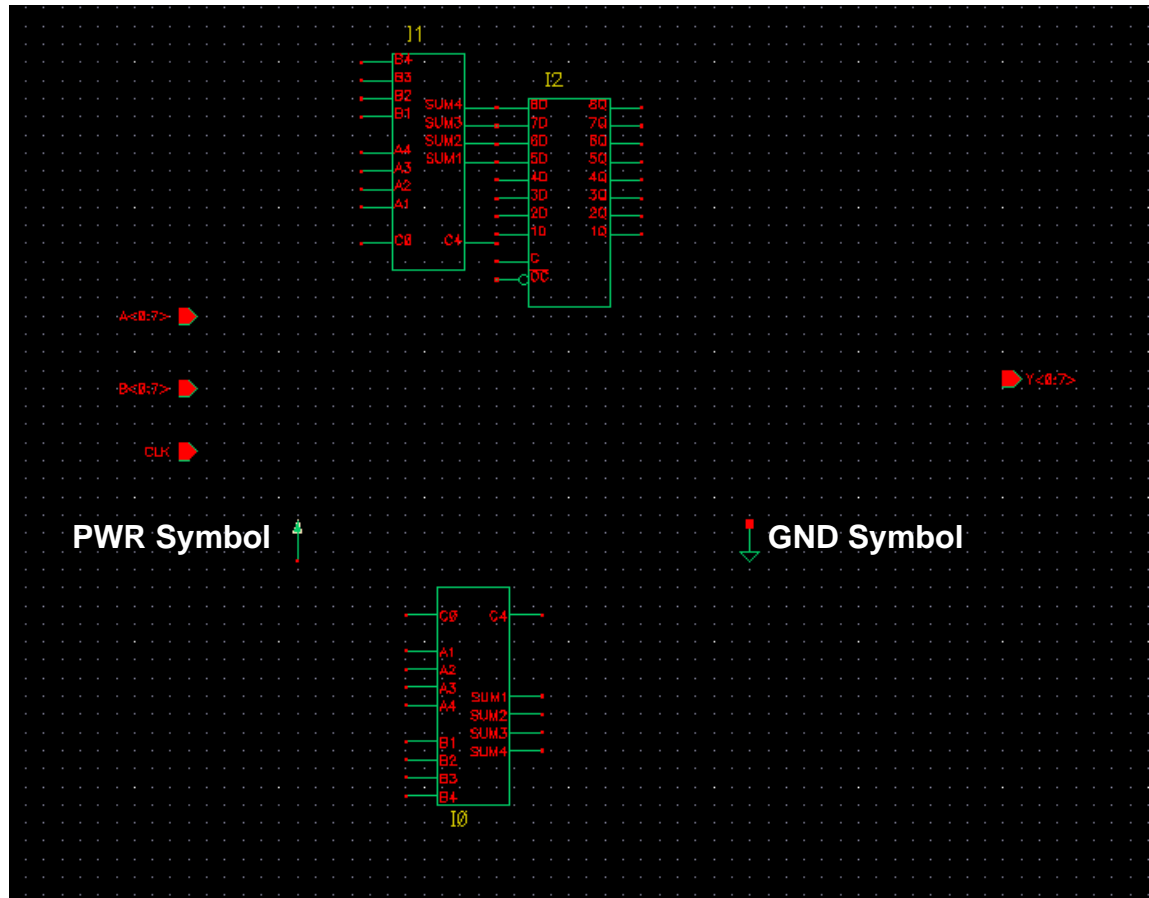 I1
B4
B3
B2
B1
A4
A3
A2
A1
C0
SUM4
SUM3
SUM2
SUM1
C4
I2
8D
7D
6D
5D
4D
3D
2D
1D
C
OC
8Q
7Q
6Q
5Q
4Q
3Q
2Q
1Q
A<0:7>
B<0:7>
CLK
Y<0:7>
PWR Symbol
GND Symbol
C0
A1
A2
A3
A4
B1
B2
B3
B4
C4
SUM1
SUM2
SUM3
SUM4
I0